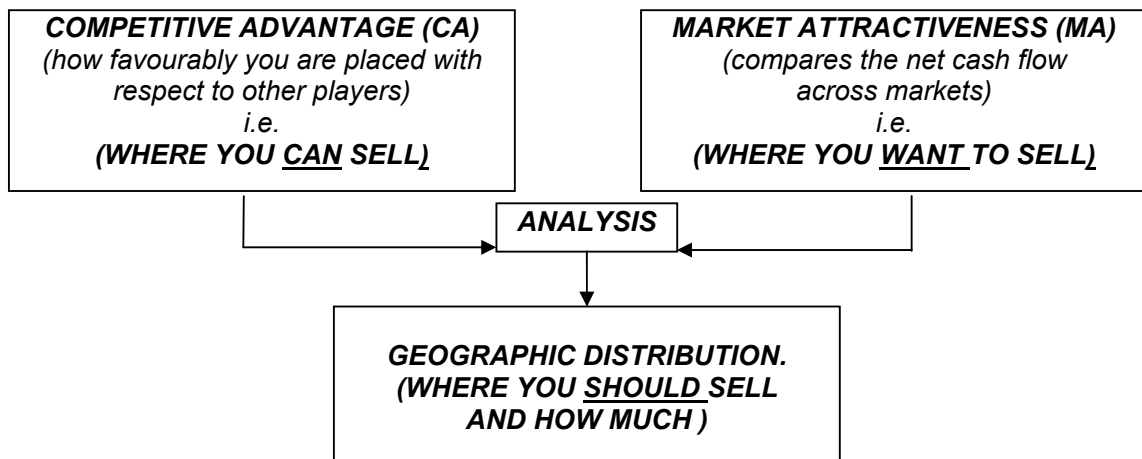 COMPETITIVE ADVANTAGE (CA)
(how favourably you are placed with
respect to other players)
i.e.
(WHERE YOU CAN SELL)
MARKET ATTRACTIVENESS (MA)
(compares the net cash flow
across markets)
i.e.
(WHERE YOU WANT TO SELL)
ANALYSIS
GEOGRAPHIC DISTRIBUTION.
(WHERE YOU SHOULD SELL
AND HOW MUCH )